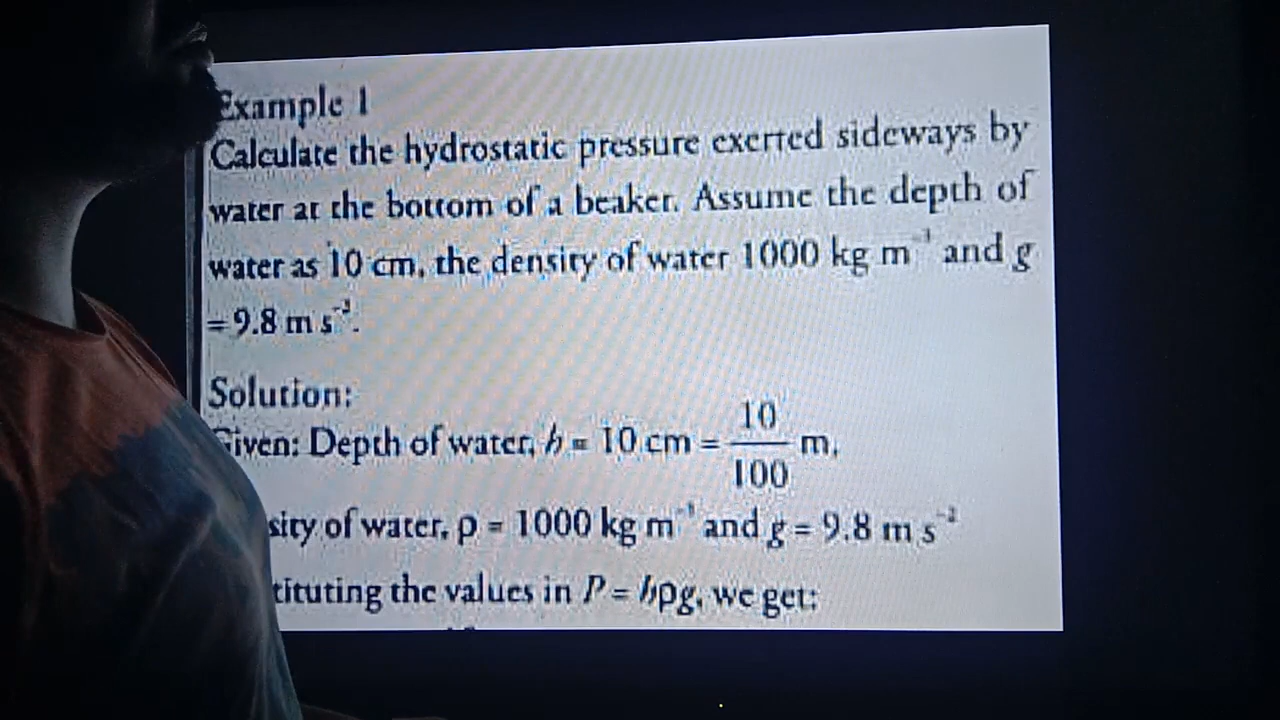 Example 1
Calculate the hydrostatic pressure exerted sideways by
water at the bottom of a beaker. Assume the depth of
water as 10 cm, the density of water 1000 kg m⁻³ and g
= 9.8 m s⁻².
Solution:
Given: Depth of water, h = 10 cm = 10/100 m,
sity of water, ρ = 1000 kg m⁻³ and g = 9.8 m s⁻²
tituting the values in P = hρg, we get: